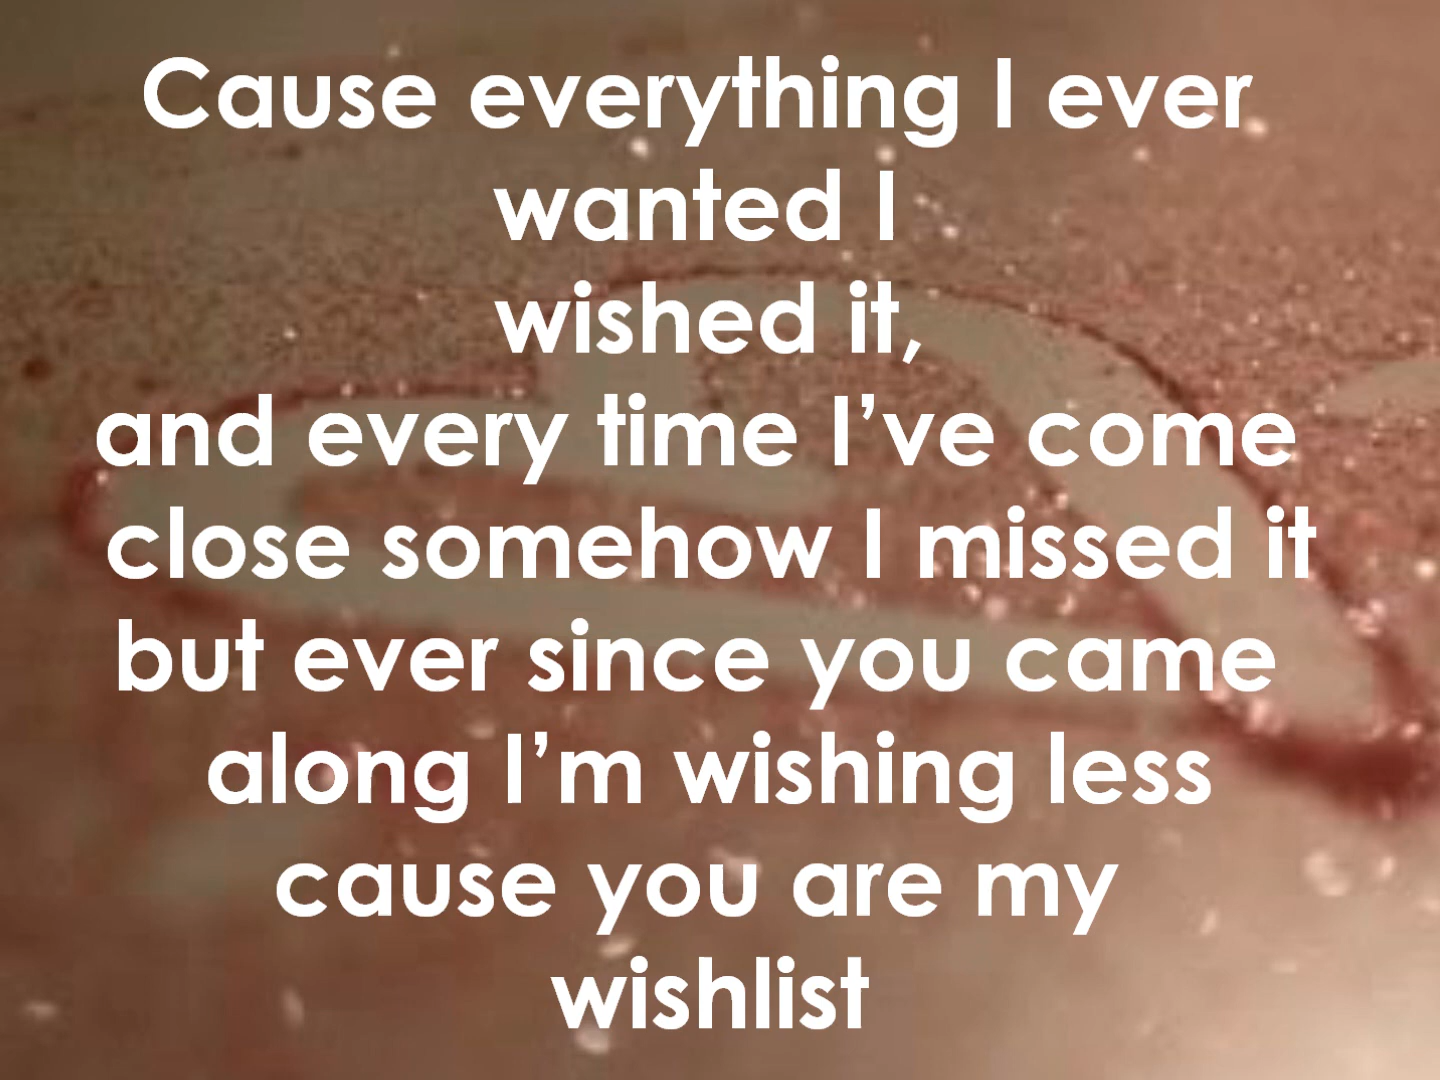 Cause everything I ever
wanted I
wished it,
and every time I’ve come
close somehow I missed it
but ever since you came
along I’m wishing less
cause you are my
wishlist